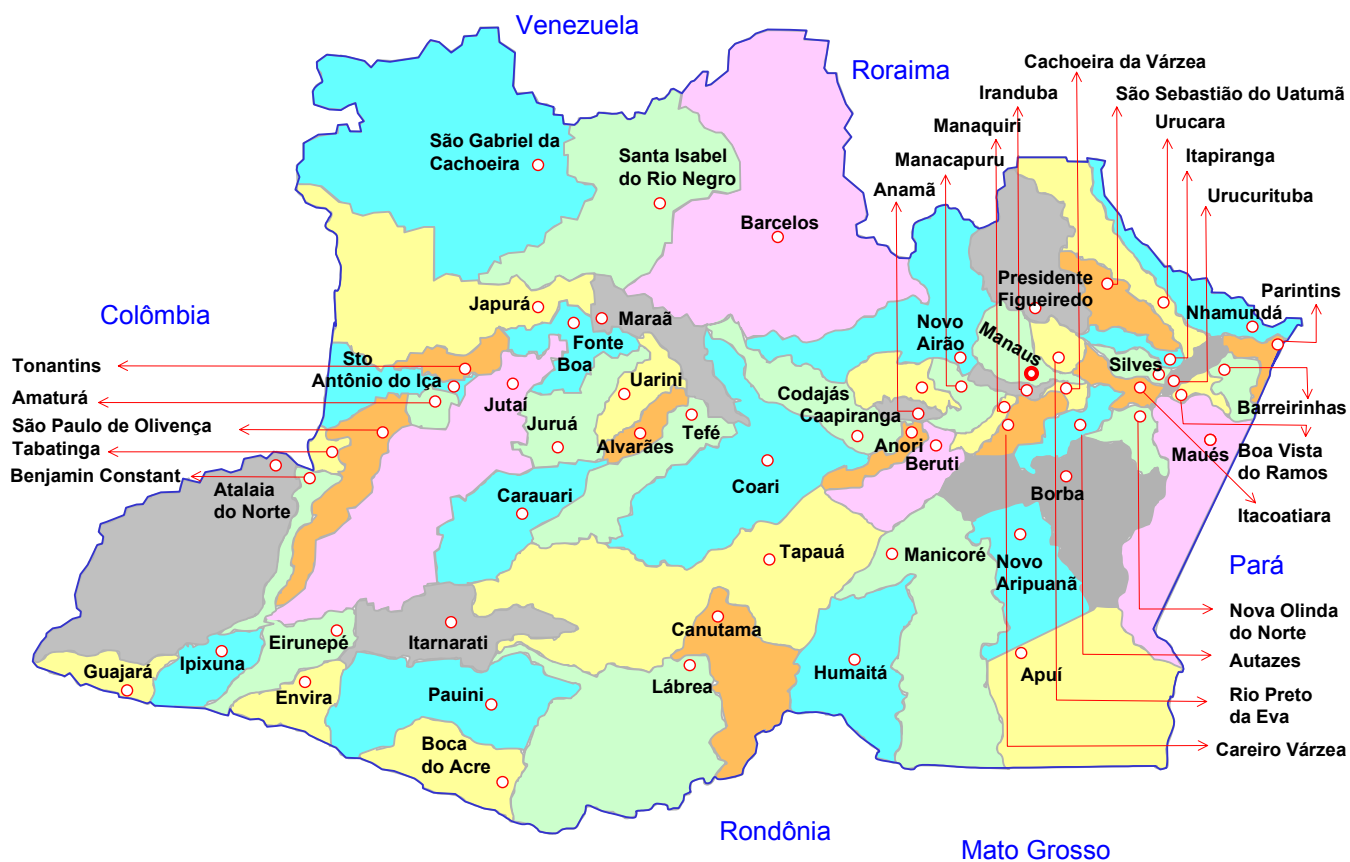 Venezuela
Roraima
Cachoeira da Várzea
Iranduba
São Sebastião do Uatumã
Manaquiri
Urucara
Manacapuru
Itapiranga
Anamã
Urucurituba
São Gabriel da
Cachoeira
Santa Isabel
do Rio Negro
Barcelos
Presidente
Figueiredo
Parintins
Nhamundá
Colômbia
Japurá
Maraã
Fonte
Boa
Novo
Airão
Manaus
Silves
Tonantins
Sto
Antônio do Iça
Amaturá
Jutaí
Uarini
Codajás
Caapiranga
Barreirinhas
São Paulo de Olivença
Juruá
Alvarães
Tefé
Anori
Beruti
Maués
Boa Vista
do Ramos
Tabatinga
Benjamin Constant
Atalaia
do Norte
Carauari
Coari
Borba
Itacoatiara
Tapauá
Manicoré
Novo
Aripuanã
Pará
Nova Olinda
do Norte
Itarnarati
Canutama
Eirunepé
Guajará
Ipixuna
Envira
Pauini
Lábrea
Humaitá
Apuí
Autazes
Rio Preto
da Eva
Careiro Várzea
Boca
do Acre
Rondônia
Mato Grosso